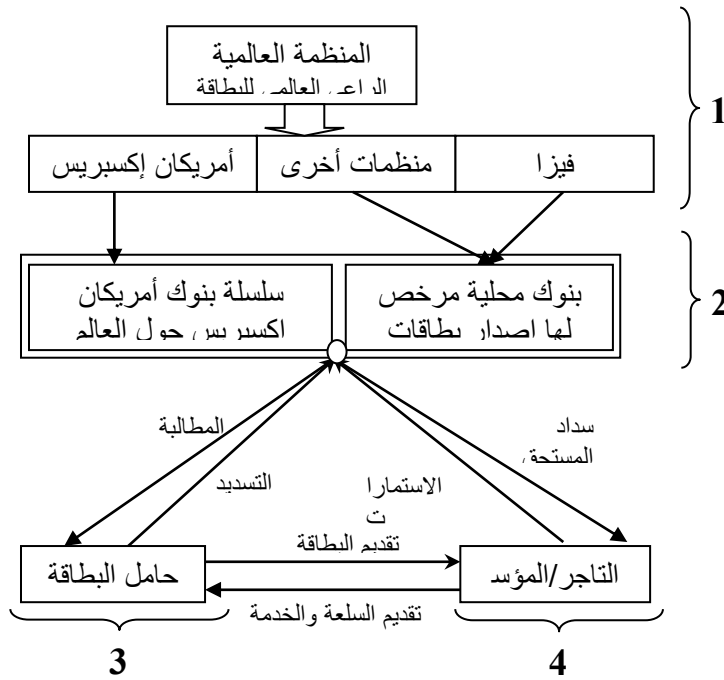 المنظمة العالمية
الراعي العالمي للبطاقة
1
أمريكان إكسبريس
منظمات أخرى
فيزا
سلسلة بنوك أمريكان
اكسبريس حول العالم
بنوك محلية مرخص
لها اصدار بطاقات
2
المطالبة
التسديد
سداد
المستحق
الاستمارا
ت
تقديم البطاقة
حامل البطاقة
التاجر/المؤس
تقديم السلعة والخدمة
3
4